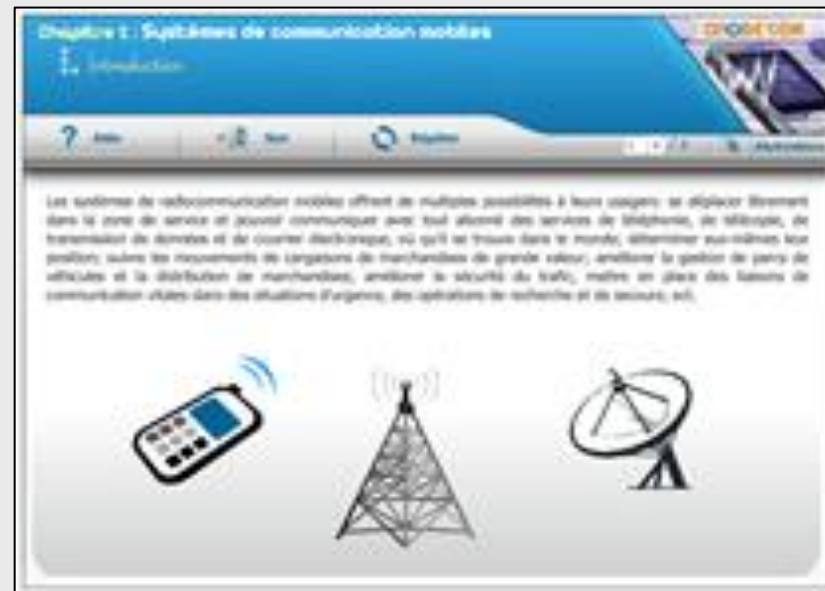 Chapitre 1 : Systèmes de communication mobiles
Introduction
? Aide
Son
Répéter
Les systèmes de radiocommunication mobiles offrent de multiples possibilités à leurs usagers: se déplacer librement
dans la zone de service et pouvoir communiquer avec tout abonné des services de téléphonie, de télécopie, de
transmission de données et de courrier électronique, où qu'il se trouve dans le monde; déterminer eux-mêmes leur
position; suivre les mouvements de cargaisons de marchandises de grande valeur; améliorer la gestion de parcs de
véhicules et la distribution de marchandises, améliorer la sécurité du trafic, mettre en place des liaisons de
communication vitales dans des situations d'urgence, des opérations de recherche et de secours, ect.